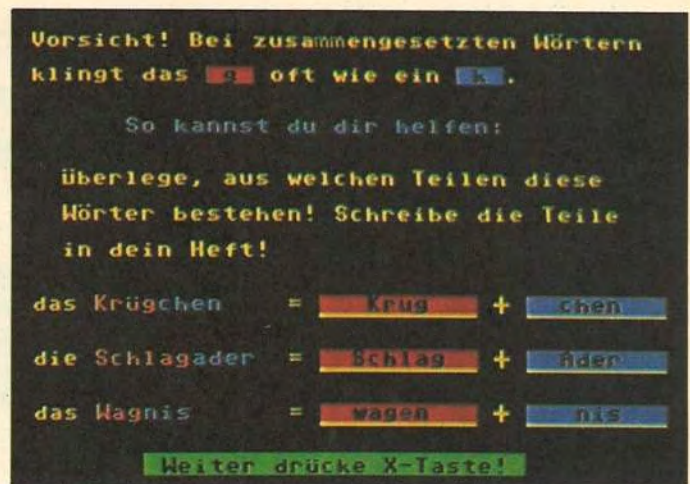 Vorsicht! Bei zusammengesetzten Wörtern
klingt das g oft wie ein k.
So kannst du dir helfen:
überlege, aus welchen Teilen diese
Wörter bestehen! Schreibe die Teile
in dein Heft!
das Krügchen = Krug + chen
die Schlagader = Schlag + Ader
das Wagnis = wagen + nis
Weiter drücke X-Taste!